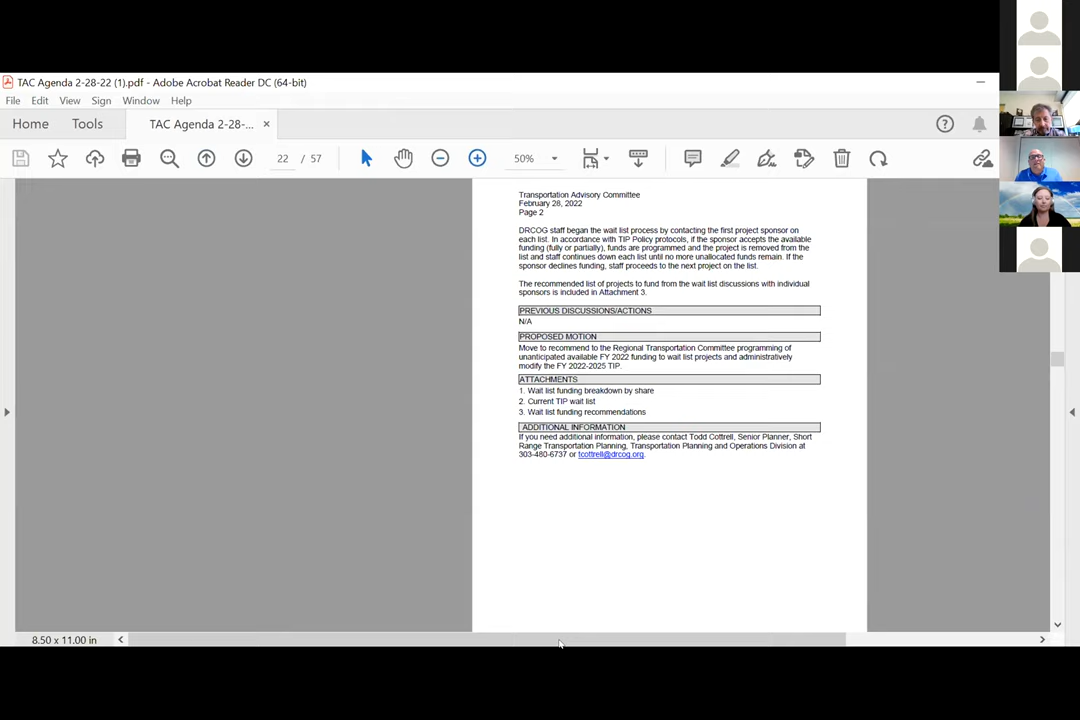 TAC Agenda 2-28-22 (1).pdf - Adobe Acrobat Reader DC (64-bit)
File Edit View Sign Window Help
Home Tools TAC Agenda 2-28-... ×
22 / 57 50%
Transportation Advisory Committee
February 28, 2022
Page 2
DRCOG staff began the wait list process by contacting the first project sponsor on
each list. In accordance with TIP Policy protocols, if the sponsor accepts the available
funding (fully or partially), funds are programmed and the project is removed from the
list and staff continues down each list until no more unallocated funds remain. If the
sponsor declines funding, staff proceeds to the next project on the list.
The recommended list of projects to fund from the wait list discussions with individual
sponsors is included in Attachment 3.
PREVIOUS DISCUSSIONS/ACTIONS
N/A
PROPOSED MOTION
Move to recommend to the Regional Transportation Committee programming of
unanticipated available FY 2022 funding to wait list projects and administratively
modify the FY 2022-2025 TIP.
ATTACHMENTS
1. Wait list funding breakdown by share
2. Current TIP wait list
3. Wait list funding recommendations
ADDITIONAL INFORMATION
If you need additional information, please contact Todd Cottrell, Senior Planner, Short
Range Transportation Planning, Transportation Planning and Operations Division at
303-480-6737 or tcottrell@drcog.org.
8.50 x 11.00 in